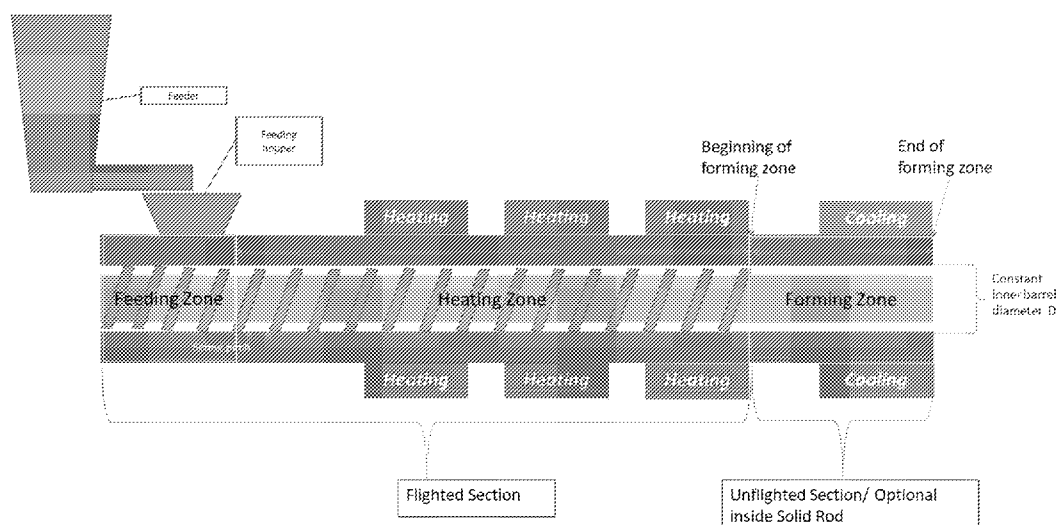 Feeder
Feeding
hopper
Beginning of
forming zone
End of
forming zone
Heating
Heating
Heating
Cooling
Feeding Zone
Heating Zone
Forming Zone
Constant
inner barrel
diameter D
Heating
Heating
Heating
Cooling
Flighted Section
Unflighted Section/ Optional
inside Solid Rod